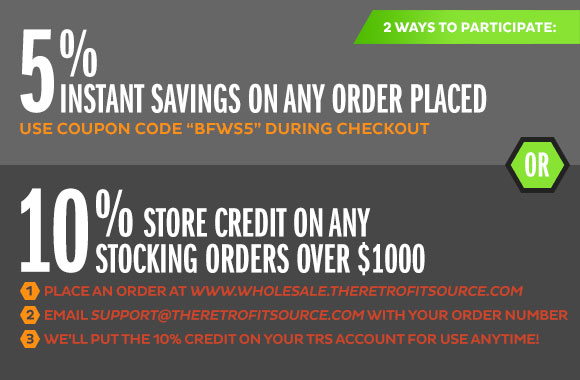 2 WAYS TO PARTICIPATE:
5%
INSTANT SAVINGS ON ANY ORDER PLACED
USE COUPON CODE “BFWS5” DURING CHECKOUT
OR
10% STORE CREDIT ON ANY
STOCKING ORDERS OVER $1000
1 PLACE AN ORDER AT WWW.WHOLESALE.THERETROFITSOURCE.COM
2 EMAIL SUPPORT@THERETROFITSOURCE.COM WITH YOUR ORDER NUMBER
3 WE'LL PUT THE 10% CREDIT ON YOUR TRS ACCOUNT FOR USE ANYTIME!